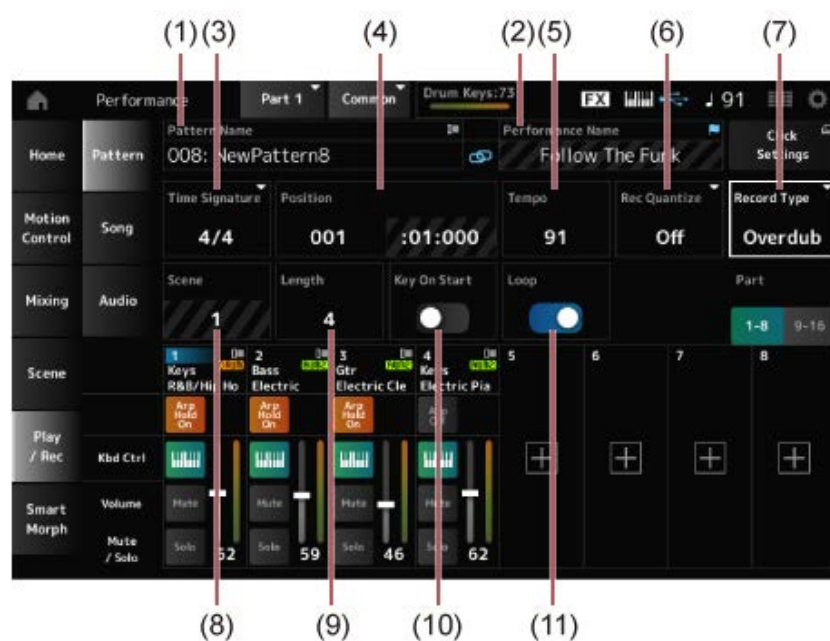 (1) (3) (4) (2) (5) (6) (7)
Performance Part 1 Common Drum Keys:73 FX 91
Pattern Name Performance Name
Home Pattern 008: NewPattern8 Follow The Funk Click Settings
Time Signature Position Tempo Rec Quantize Record Type
Motion Control Song 4/4 001 :01:000 91 Off Overdub
Scene Length Key On Start Loop Part
Mixing Audio 1 4 1-8 9-16
1 2 3 4 5 6 7 8
Scene Keys Bass Gtr Keys
R&B/Hip Ho Electric Electric Cle Electric Pia
Arp Hold On Arp Hold On Arp Hold On Arp Off
Play / Rec Kbd Ctrl
Smart Morph Volume Mute Mute Mute Mute
Mute / Solo Solo 52 Solo 59 Solo 46 Solo 62
(8) (9) (10) (11)